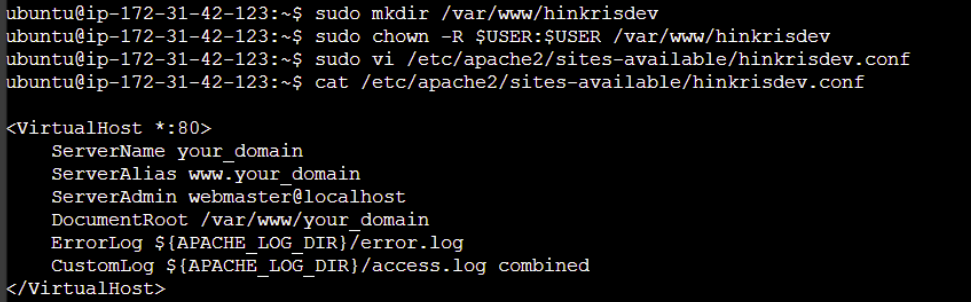 ubuntu@ip-172-31-42-123:~$ sudo mkdir /var/www/hinkrisdev
ubuntu@ip-172-31-42-123:~$ sudo chown -R $USER:$USER /var/www/hinkrisdev
ubuntu@ip-172-31-42-123:~$ sudo vi /etc/apache2/sites-available/hinkrisdev.conf
ubuntu@ip-172-31-42-123:~$ cat /etc/apache2/sites-available/hinkrisdev.conf
<VirtualHost *:80>
    ServerName your_domain
    ServerAlias www.your_domain
    ServerAdmin webmaster@localhost
    DocumentRoot /var/www/your_domain
    ErrorLog ${APACHE_LOG_DIR}/error.log
    CustomLog ${APACHE_LOG_DIR}/access.log combined
</VirtualHost>